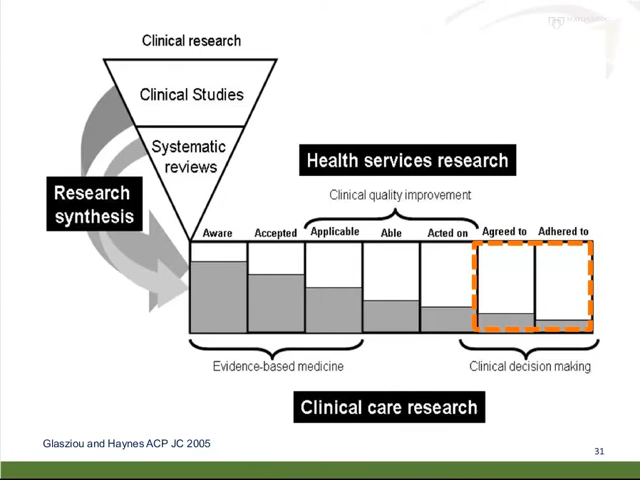 Clinical research
Clinical Studies
Systematic
reviews
Health services research
Clinical quality improvement
Research
synthesis
Aware Accepted Applicable Able Acted on Agreed to Adhered to
Evidence-based medicine
Clinical decision making
Clinical care research
Glasziou and Haynes ACP JC 2005
31